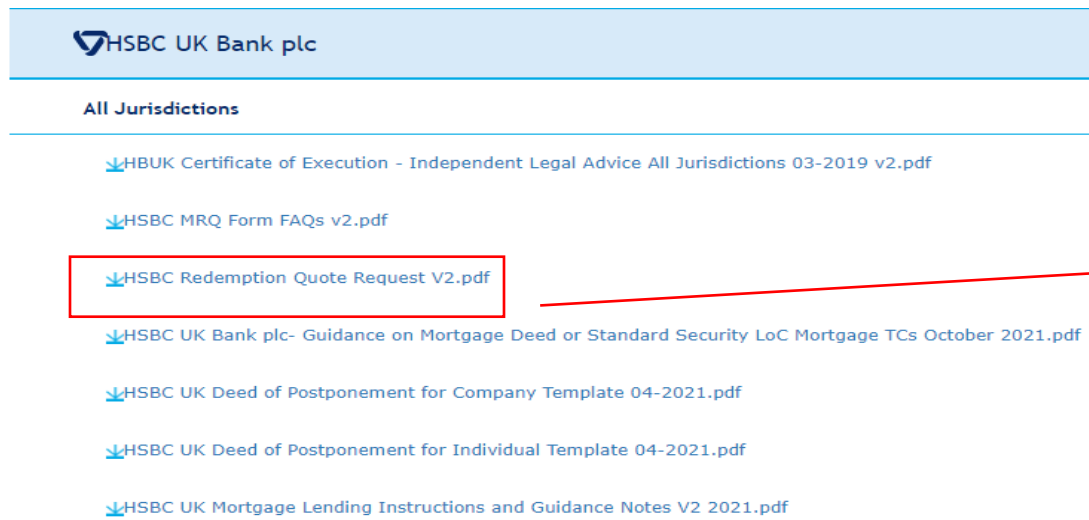 HSBC UK Bank plc
All Jurisdictions
HBUK Certificate of Execution - Independent Legal Advice All Jurisdictions 03-2019 v2.pdf
HSBC MRQ Form FAQs v2.pdf
HSBC Redemption Quote Request V2.pdf
HSBC UK Bank plc- Guidance on Mortgage Deed or Standard Security LoC Mortgage TCs October 2021.pdf
HSBC UK Deed of Postponement for Company Template 04-2021.pdf
HSBC UK Deed of Postponement for Individual Template 04-2021.pdf
HSBC UK Mortgage Lending Instructions and Guidance Notes V2 2021.pdf